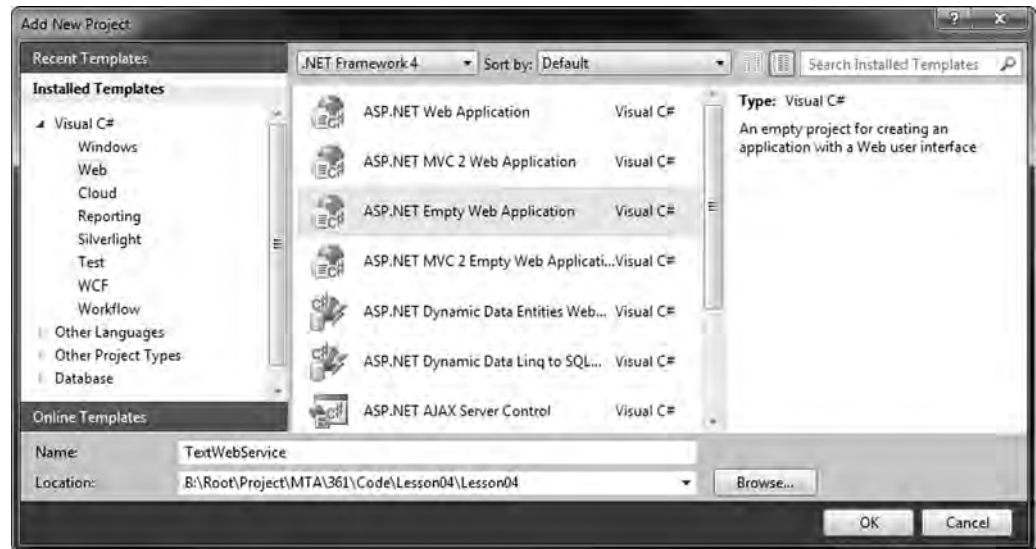 Add New Project
Recent Templates
.NET Framework 4
Sort by: Default
Search Installed Templates
Installed Templates
Visual C#
Windows
Web
Cloud
Reporting
Silverlight
Test
WCF
Workflow
Other Languages
Other Project Types
Database
Online Templates
ASP.NET Web Application Visual C#
ASP.NET MVC 2 Web Application Visual C#
ASP.NET Empty Web Application Visual C#
ASP.NET MVC 2 Empty Web Applicati...Visual C#
ASP.NET Dynamic Data Entities Web... Visual C#
ASP.NET Dynamic Data Linq to SQL... Visual C#
ASP.NET AJAX Server Control Visual C#
Type: Visual C#
An empty project for creating an
application with a Web user interface
Name: TextWebService
Location: B:\Root\Project\MTA\361\Code\Lesson04\Lesson04
Browse...
OK
Cancel